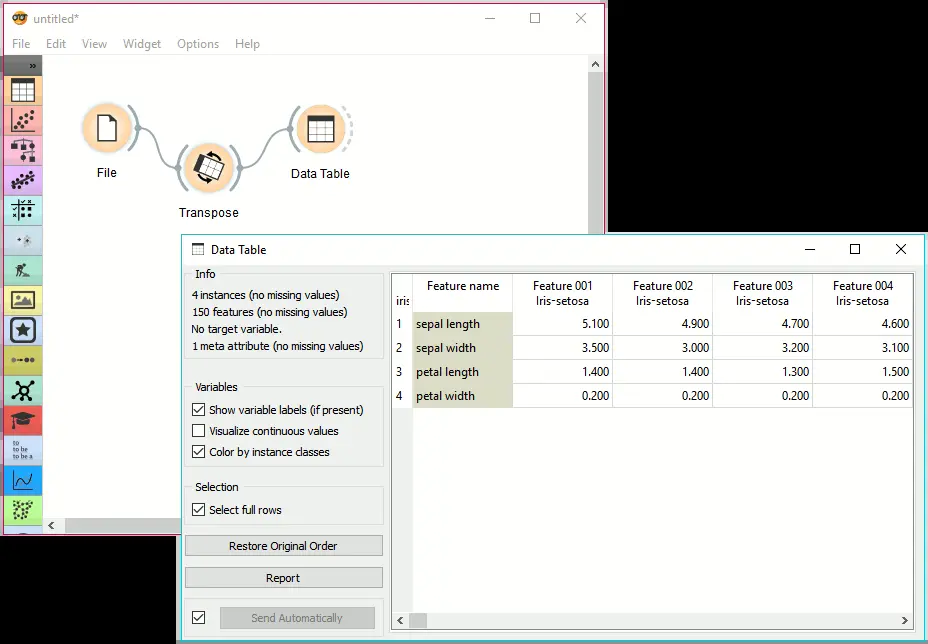 untitled*
File Edit View Widget Options Help
»
File
Data Table
Transpose
to
to be
to be a
Data Table
Info
4 instances (no missing values)
150 features (no missing values)
No target variable.
1 meta attribute (no missing values)
Variables
Show variable labels (if present)
Visualize continuous values
Color by instance classes
Selection
Select full rows
Restore Original Order
Report
Send Automatically
Feature name Feature 001 Feature 002 Feature 003 Feature 004
iris Iris-setosa Iris-setosa Iris-setosa Iris-setosa
1 sepal length 5.100 4.900 4.700 4.600
2 sepal width 3.500 3.000 3.200 3.100
3 petal length 1.400 1.400 1.300 1.500
4 petal width 0.200 0.200 0.200 0.200